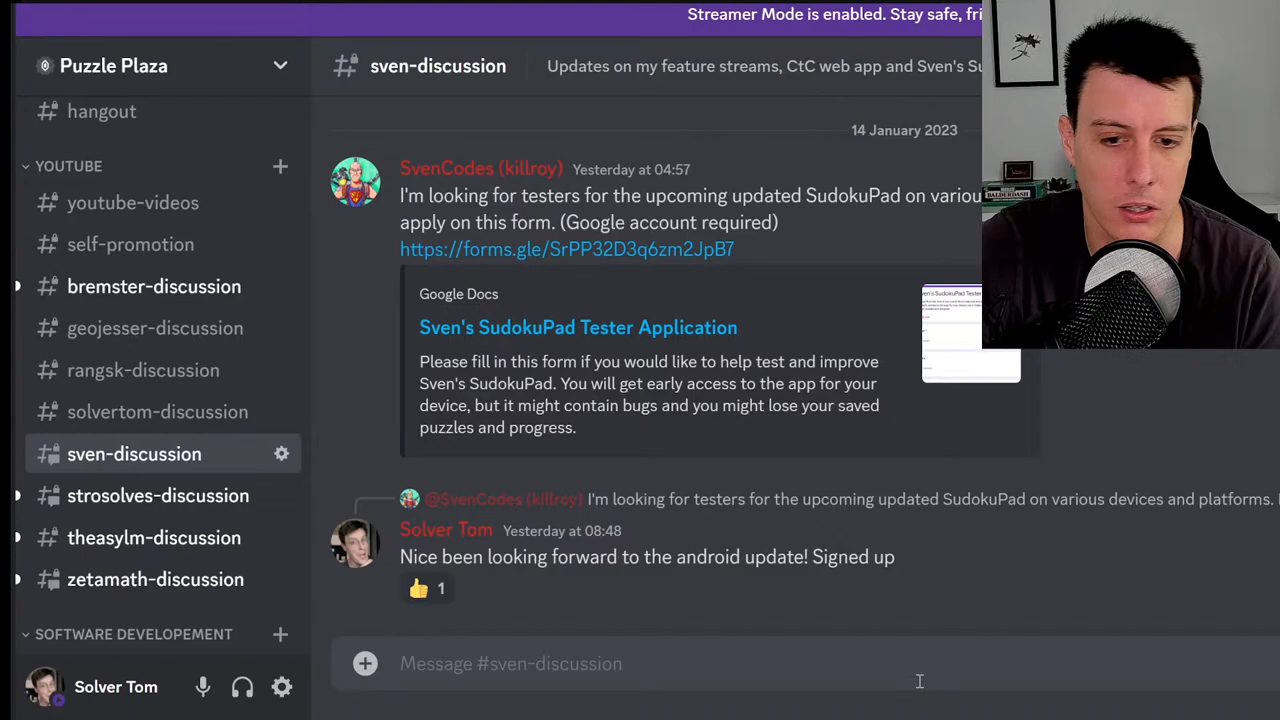 Streamer Mode is enabled. Stay safe, fri
Puzzle Plaza
hangout
YOUTUBE
youtube-videos
self-promotion
bremster-discussion
geojesser-discussion
rangsk-discussion
solvertom-discussion
sven-discussion
strosolves-discussion
theasylm-discussion
zetamath-discussion
SOFTWARE DEVELOPEMENT
Solver Tom
sven-discussion
Updates on my feature streams, CtC web app and Sven's Su
14 January 2023
SvenCodes (killroy) Yesterday at 04:57
I'm looking for testers for the upcoming updated SudokuPad on variou
apply on this form. (Google account required)
https://forms.gle/SrPP32D3q6zm2JpB7
Google Docs
Sven's SudokuPad Tester Application
Please fill in this form if you would like to help test and improve
Sven's SudokuPad. You will get early access to the app for your
device, but it might contain bugs and you might lose your saved
puzzles and progress.
@SvenCodes (killroy) I'm looking for testers for the upcoming updated SudokuPad on various devices and platforms.
Solver Tom Yesterday at 08:48
Nice been looking forward to the android update! Signed up
👍 1
Message #sven-discussion
BALDERDASH